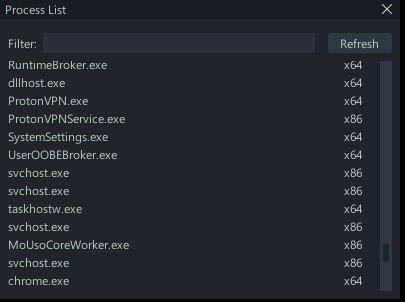 Process List
Filter: Refresh
RuntimeBroker.exe x64
dllhost.exe x64
ProtonVPN.exe x64
ProtonVPNService.exe x86
SystemSettings.exe x64
UserOOBEBroker.exe x64
svchost.exe x86
svchost.exe x86
taskhostw.exe x64
svchost.exe x86
MoUsoCoreWorker.exe x86
svchost.exe x86
chrome.exe x64